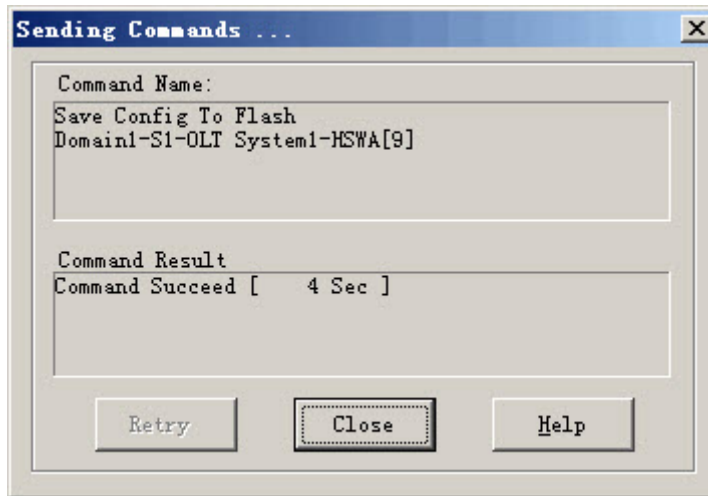 Sending Commands ...
Command Name:
Save Config To Flash
Domain1-S1-OLT System1-HSWA[9]
Command Result
Command Succeed [    4 Sec ]
Retry
Close
Help